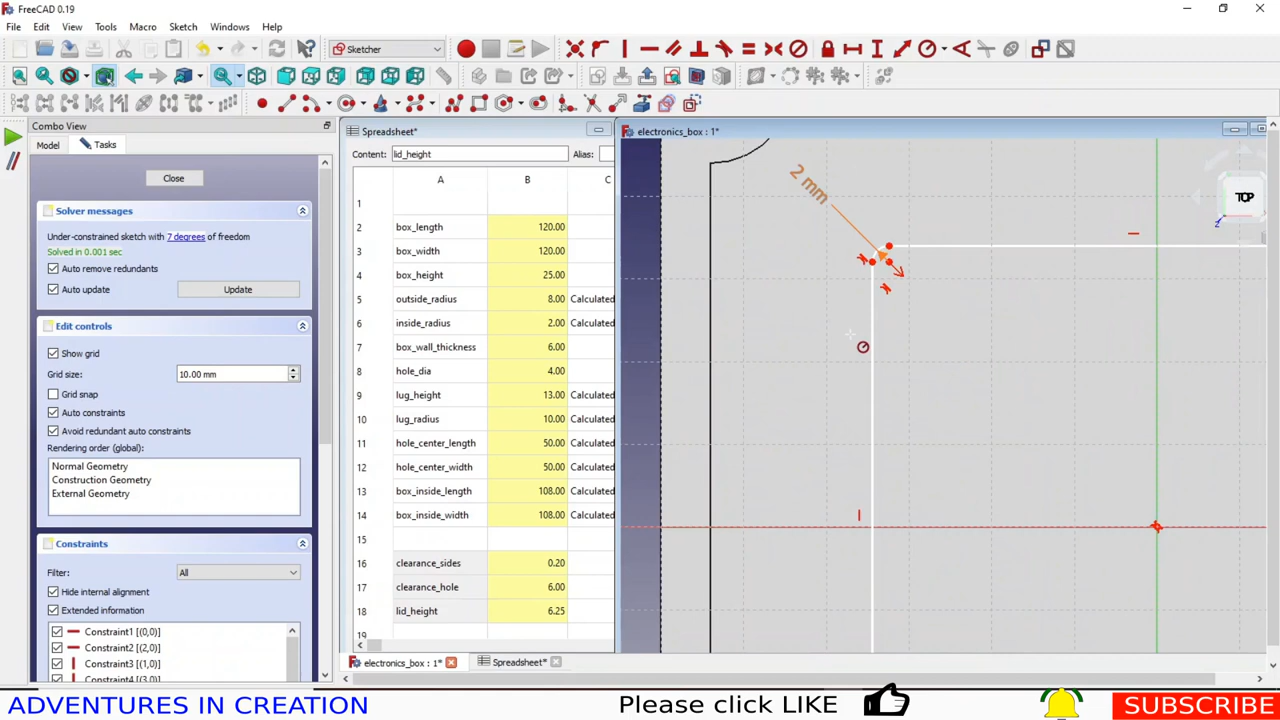 FreeCAD 0.19
File Edit View Tools Macro Sketch Windows Help
Sketcher
Combo View
Model Tasks
Close
Solver messages
Under-constrained sketch with 7 degrees of freedom
Solved in 0.001 sec
Auto remove redundants
Auto update Update
Edit controls
Show grid
Grid size: 10.00 mm
Grid snap
Auto constraints
Avoid redundant auto constraints
Rendering order (global):
Normal Geometry
Construction Geometry
External Geometry
Constraints
Filter: All
Hide internal alignment
Extended information
Constraint1 [(0,0)]
Constraint2 [(2,0)]
Constraint3 [(1,0)]
Constraint4 [(3,0)]
Spreadsheet*
Content: lid_height Alias:
A B C
1
2 box_length 120.00
3 box_width 120.00
4 box_height 25.00
5 outside_radius 8.00 Calculated
6 inside_radius 2.00 Calculated
7 box_wall_thickness 6.00
8 hole_dia 4.00
9 lug_height 13.00 Calculated
10 lug_radius 10.00 Calculated
11 hole_center_length 50.00 Calculated
12 hole_center_width 50.00 Calculated
13 box_inside_length 108.00 Calculated
14 box_inside_width 108.00 Calculated
15
16 clearance_sides 0.20
17 clearance_hole 6.00
18 lid_height 6.25
19
electronics_box : 1*
2 mm
TOP
Z
electronics_box : 1* Spreadsheet*
ADVENTURES IN CREATION Please click LIKE SUBSCRIBE